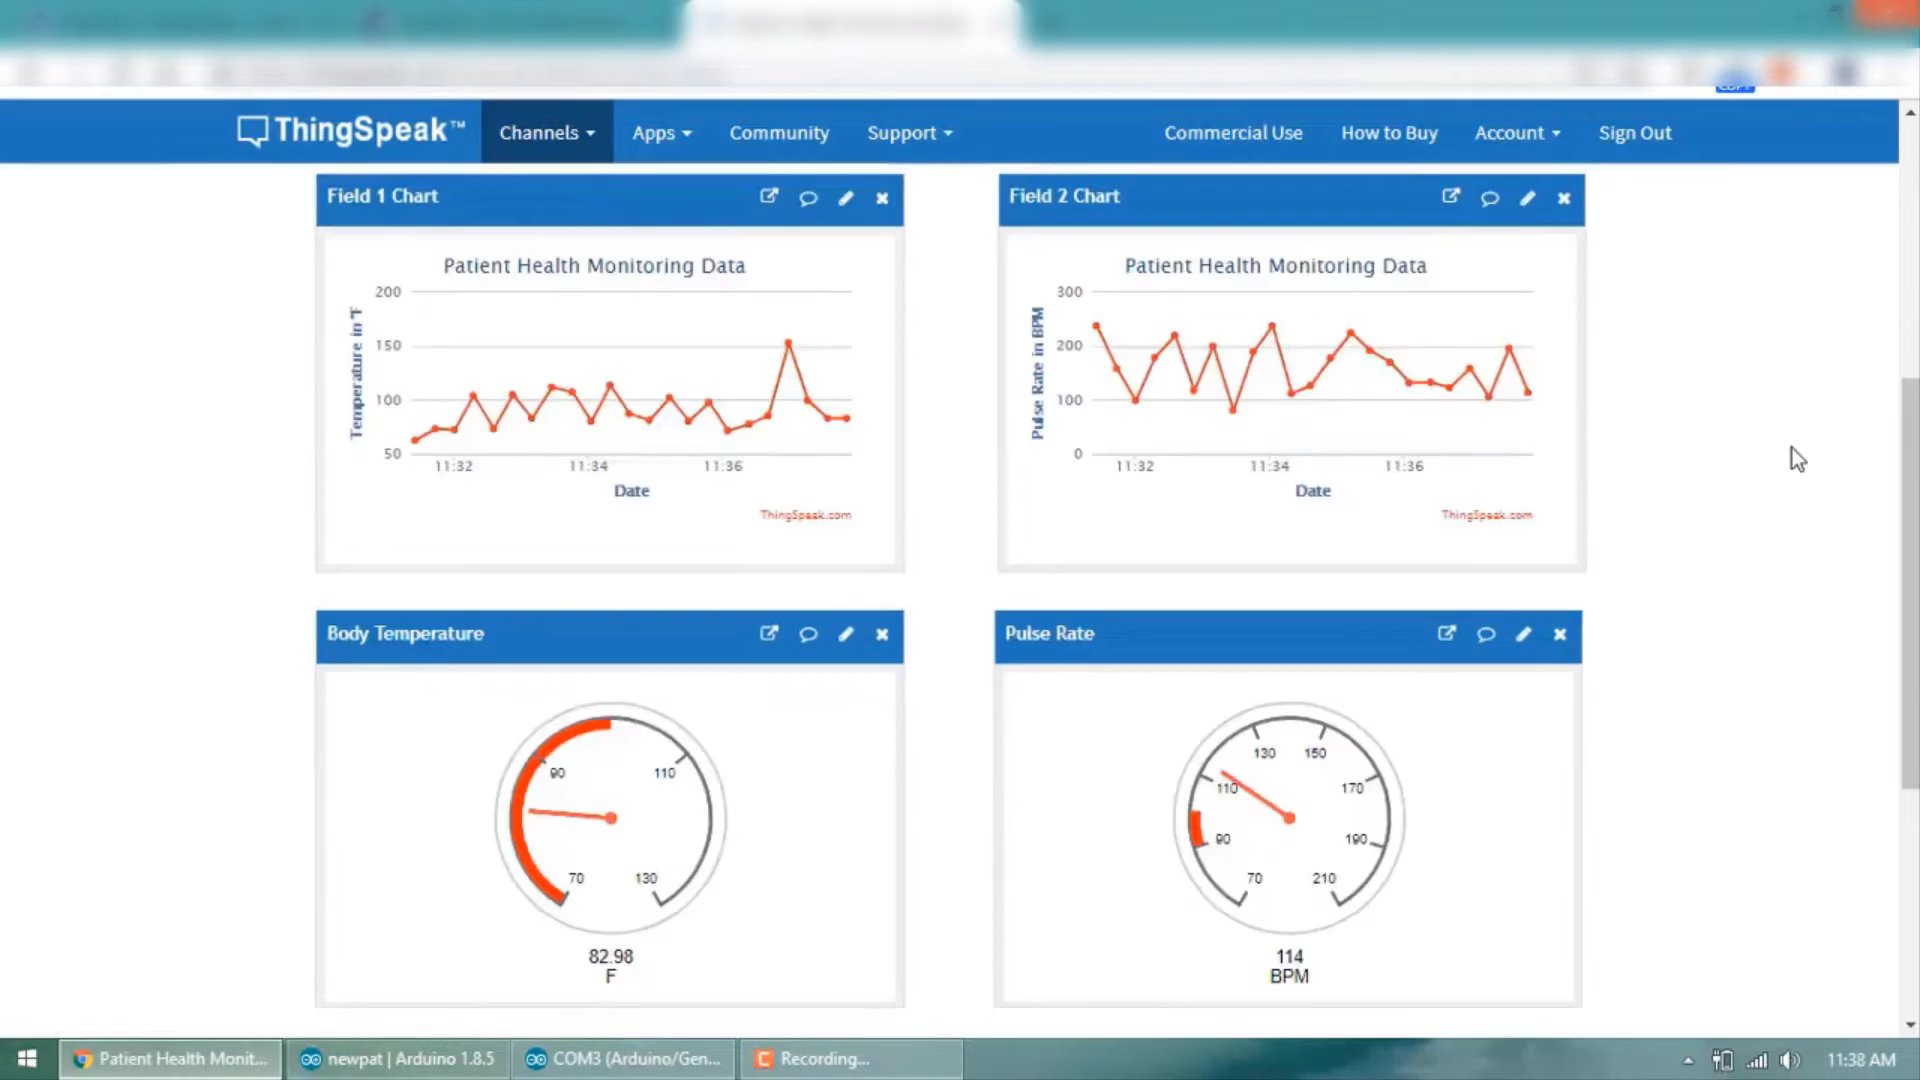 ThingSpeak™ Channels Apps Community Support Commercial Use How to Buy Account Sign Out
Field 1 Chart
Patient Health Monitoring Data
Temperature in °F
200
150
100
50
11:32 11:34 11:36
Date
ThingSpeak.com
Field 2 Chart
Patient Health Monitoring Data
Pulse Rate in BPM
300
200
100
0
11:32 11:34 11:36
Date
ThingSpeak.com
Body Temperature
90 110
70 130
82.98
F
Pulse Rate
130 150
110 170
90 190
70 210
114
BPM
Patient Health Monit... newpat | Arduino 1.8.5 COM3 (Arduino/Gen... Recording... 11:38 AM